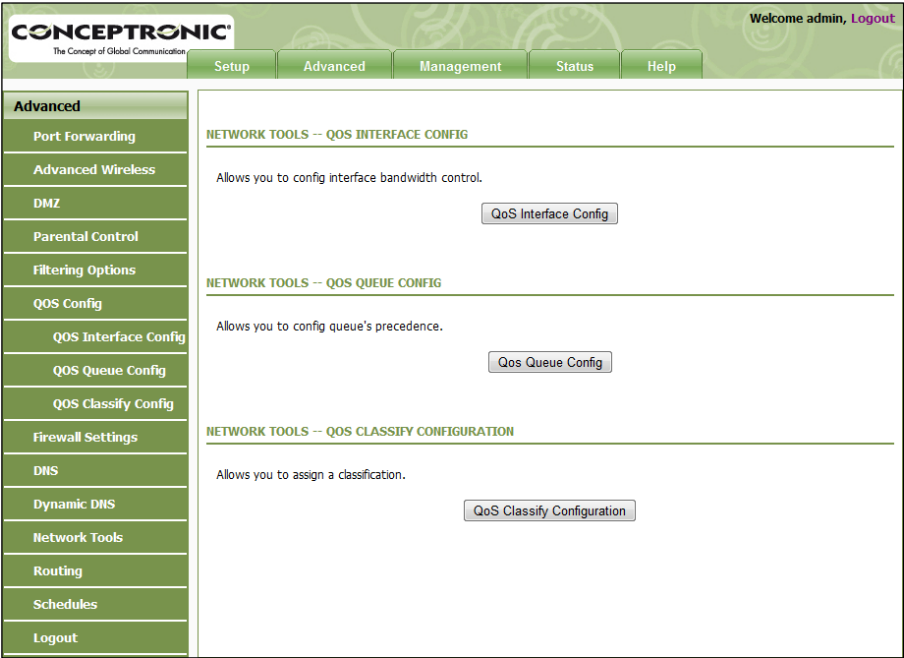 Welcome admin, Logout
CONCEPTRONIC®
The Concept of Global Communication
Setup Advanced Management Status Help
Advanced
Port Forwarding
Advanced Wireless
DMZ
Parental Control
Filtering Options
QOS Config
QOS Interface Config
QOS Queue Config
QOS Classify Config
Firewall Settings
DNS
Dynamic DNS
Network Tools
Routing
Schedules
Logout
NETWORK TOOLS -- QOS INTERFACE CONFIG
Allows you to config interface bandwidth control.
QoS Interface Config
NETWORK TOOLS -- QOS QUEUE CONFIG
Allows you to config queue's precedence.
Qos Queue Config
NETWORK TOOLS -- QOS CLASSIFY CONFIGURATION
Allows you to assign a classification.
QoS Classify Configuration